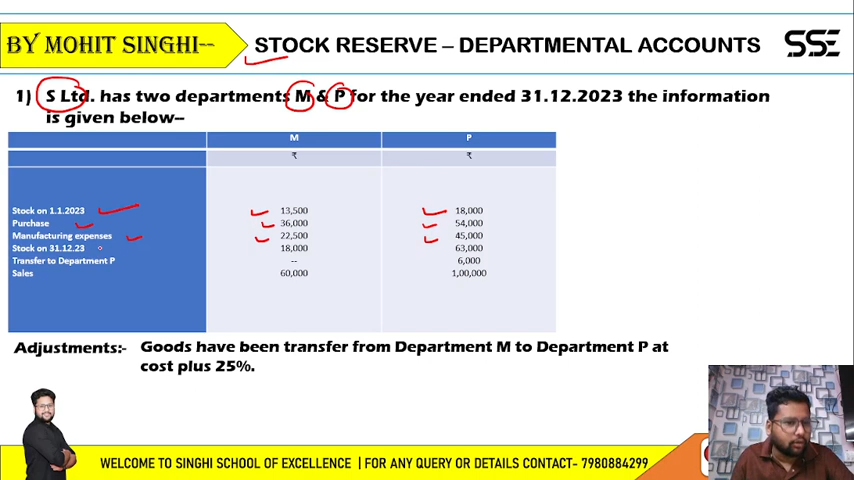 BY MOHIT SINGHI-- STOCK RESERVE – DEPARTMENTAL ACCOUNTS SSE
1) S Ltd. has two departments M & P for the year ended 31.12.2023 the information
is given below--
M P
₹ ₹
Stock on 1.1.2023 13,500 18,000
Purchase 36,000 54,000
Manufacturing expenses 22,500 45,000
Stock on 31.12.23 18,000 63,000
Transfer to Department P -- 6,000
Sales 60,000 1,00,000
Adjustments:- Goods have been transfer from Department M to Department P at
cost plus 25%.
WELCOME TO SINGHI SCHOOL OF EXCELLENCE | FOR ANY QUERY OR DETAILS CONTACT- 7980884299